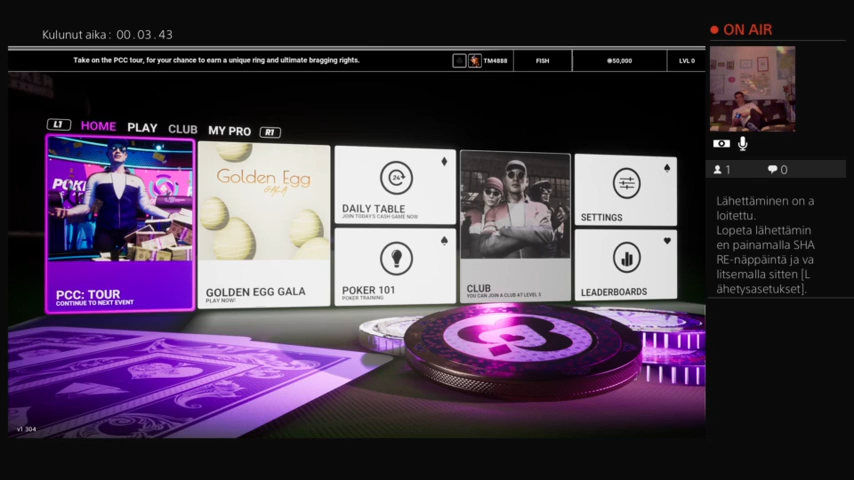 Kulunut aika: 00.03.43
ON AIR
Take on the PCC tour, for your chance to earn a unique ring and ultimate bragging rights.
TM4888
FISH
50,000
LVL 0
L1 HOME PLAY CLUB MY PRO R1
Golden Egg
GALA
24
DAILY TABLE
JOIN TODAY'S CASH GAME NOW
SETTINGS
PCC: TOUR
CONTINUE TO NEXT EVENT
GOLDEN EGG GALA
PLAY NOW!
POKER 101
POKER TRAINING
CLUB
YOU CAN JOIN A CLUB AT LEVEL 5
LEADERBOARDS
v1.304
1
0
Lähettäminen on a
loitettu.
Lopeta lähettämin
en painamalla SHA
RE-näppäintä ja va
litsemalla sitten [L
ähetysasetukset].